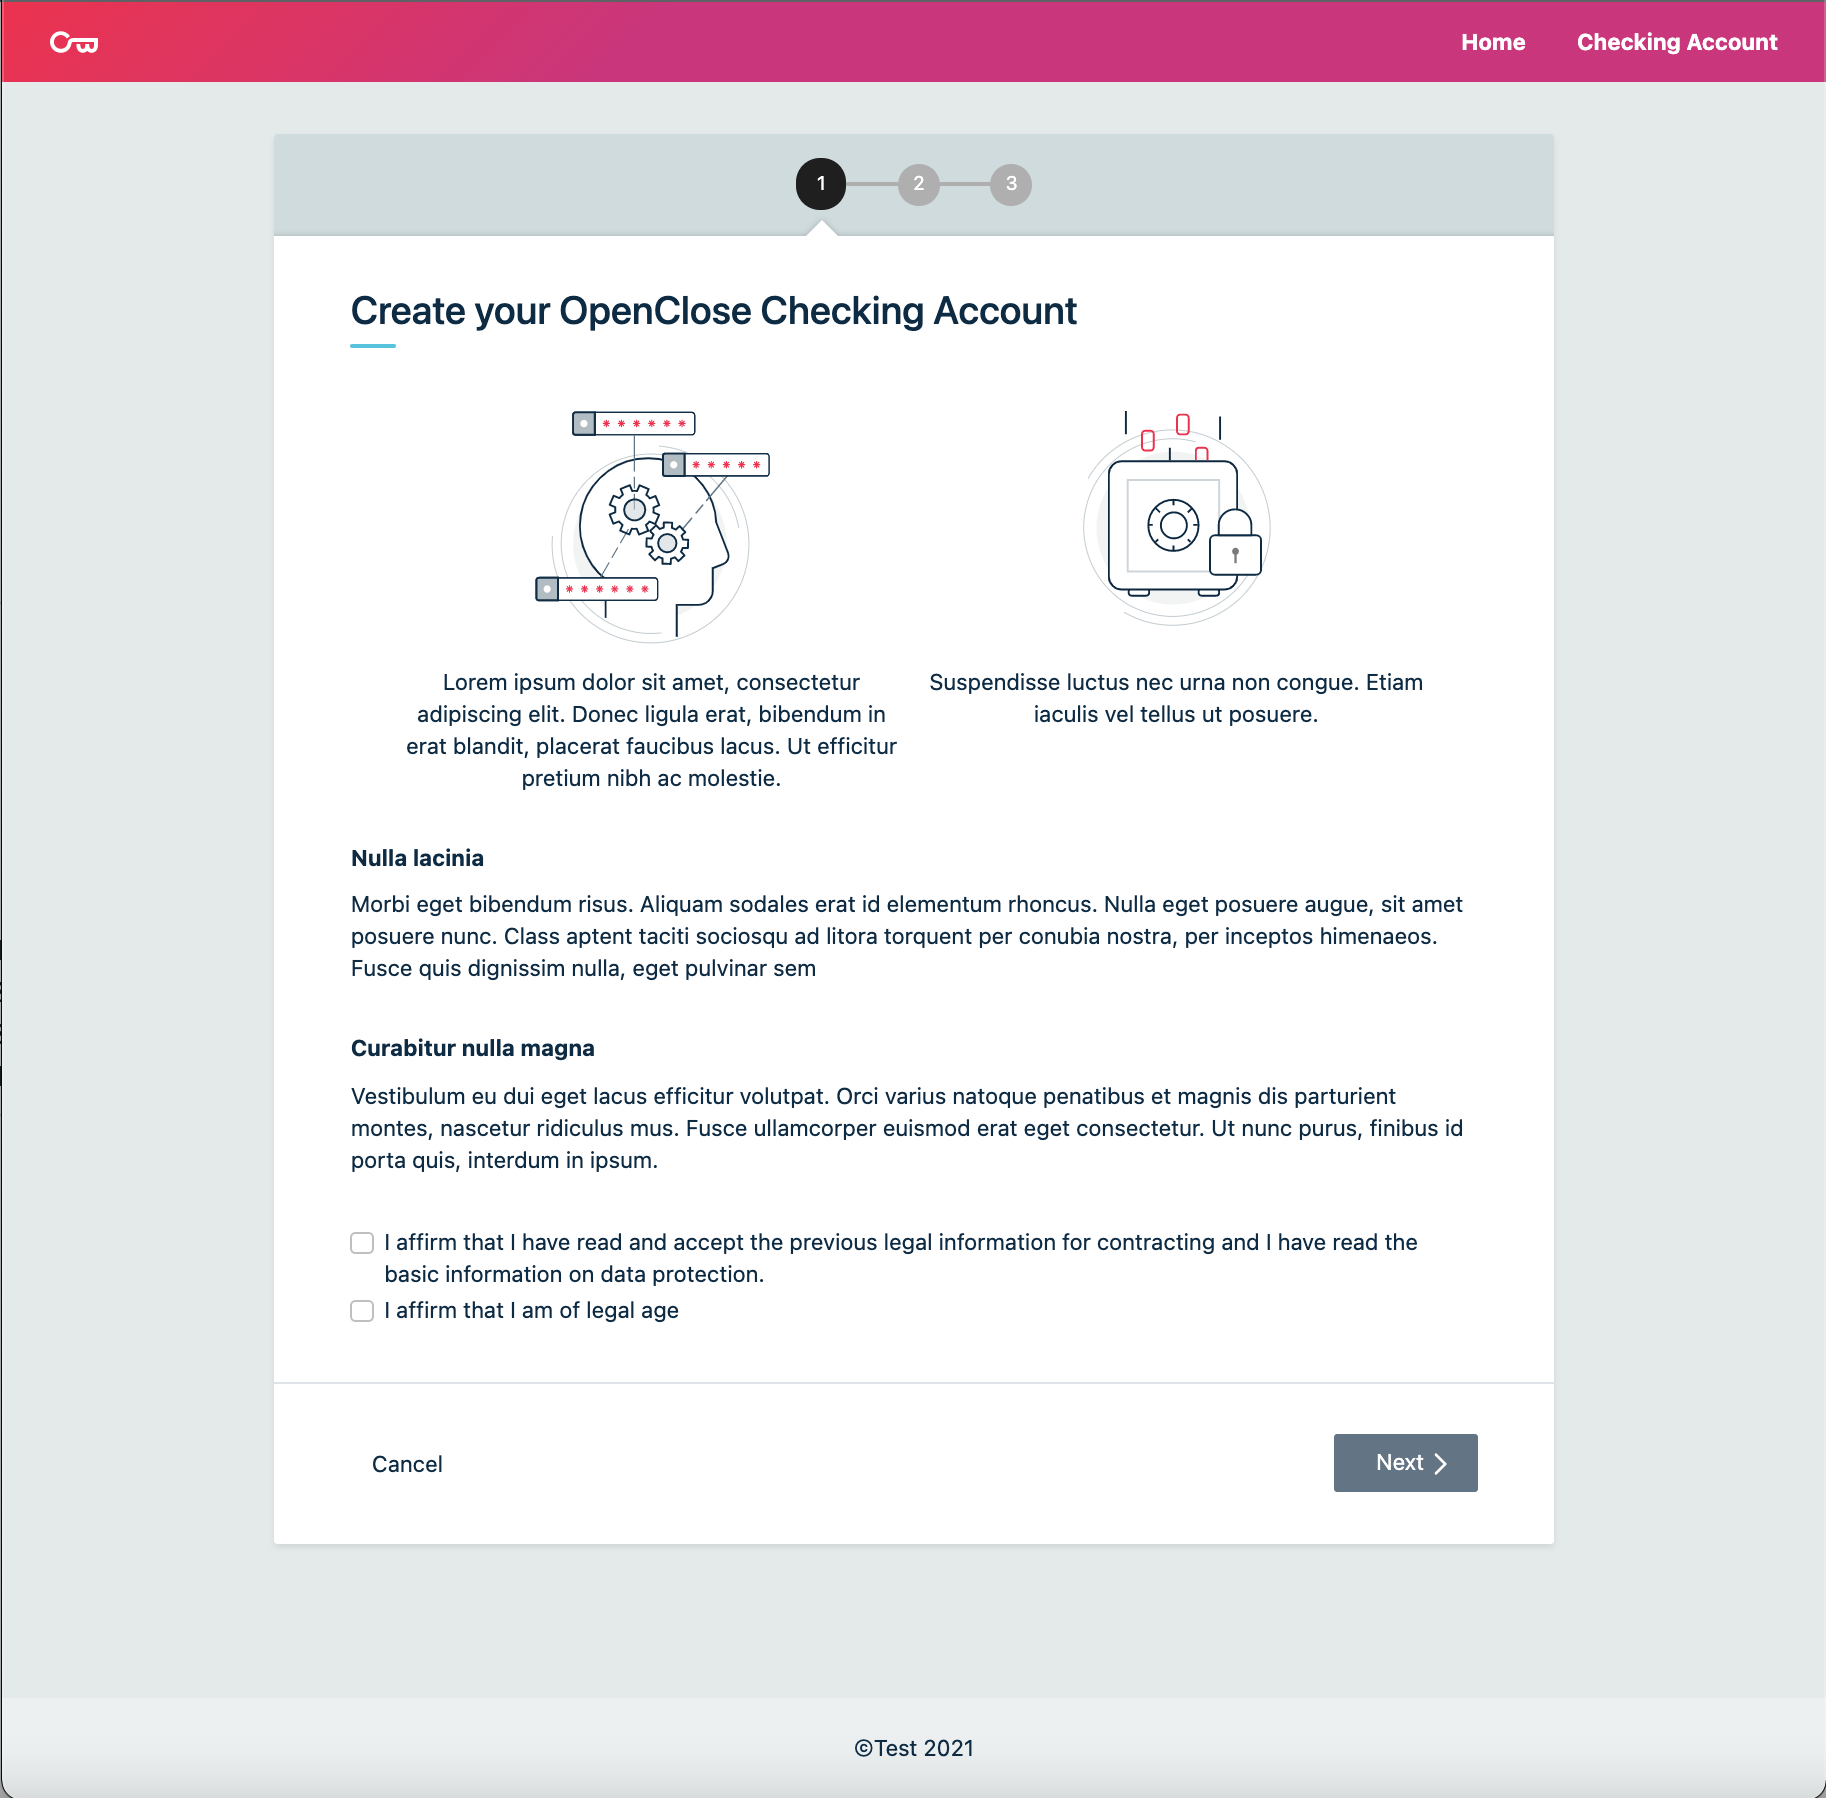 Home Checking Account
1 2 3
Create your OpenClose Checking Account
Lorem ipsum dolor sit amet, consectetur
adipiscing elit. Donec ligula erat, bibendum in
erat blandit, placerat faucibus lacus. Ut efficitur
pretium nibh ac molestie.
Suspendisse luctus nec urna non congue. Etiam
iaculis vel tellus ut posuere.
Nulla lacinia
Morbi eget bibendum risus. Aliquam sodales erat id elementum rhoncus. Nulla eget posuere augue, sit amet
posuere nunc. Class aptent taciti sociosqu ad litora torquent per conubia nostra, per inceptos himenaeos.
Fusce quis dignissim nulla, eget pulvinar sem
Curabitur nulla magna
Vestibulum eu dui eget lacus efficitur volutpat. Orci varius natoque penatibus et magnis dis parturient
montes, nascetur ridiculus mus. Fusce ullamcorper euismod erat eget consectetur. Ut nunc purus, finibus id
porta quis, interdum in ipsum.
I affirm that I have read and accept the previous legal information for contracting and I have read the
basic information on data protection.
I affirm that I am of legal age
Cancel
Next
©Test 2021